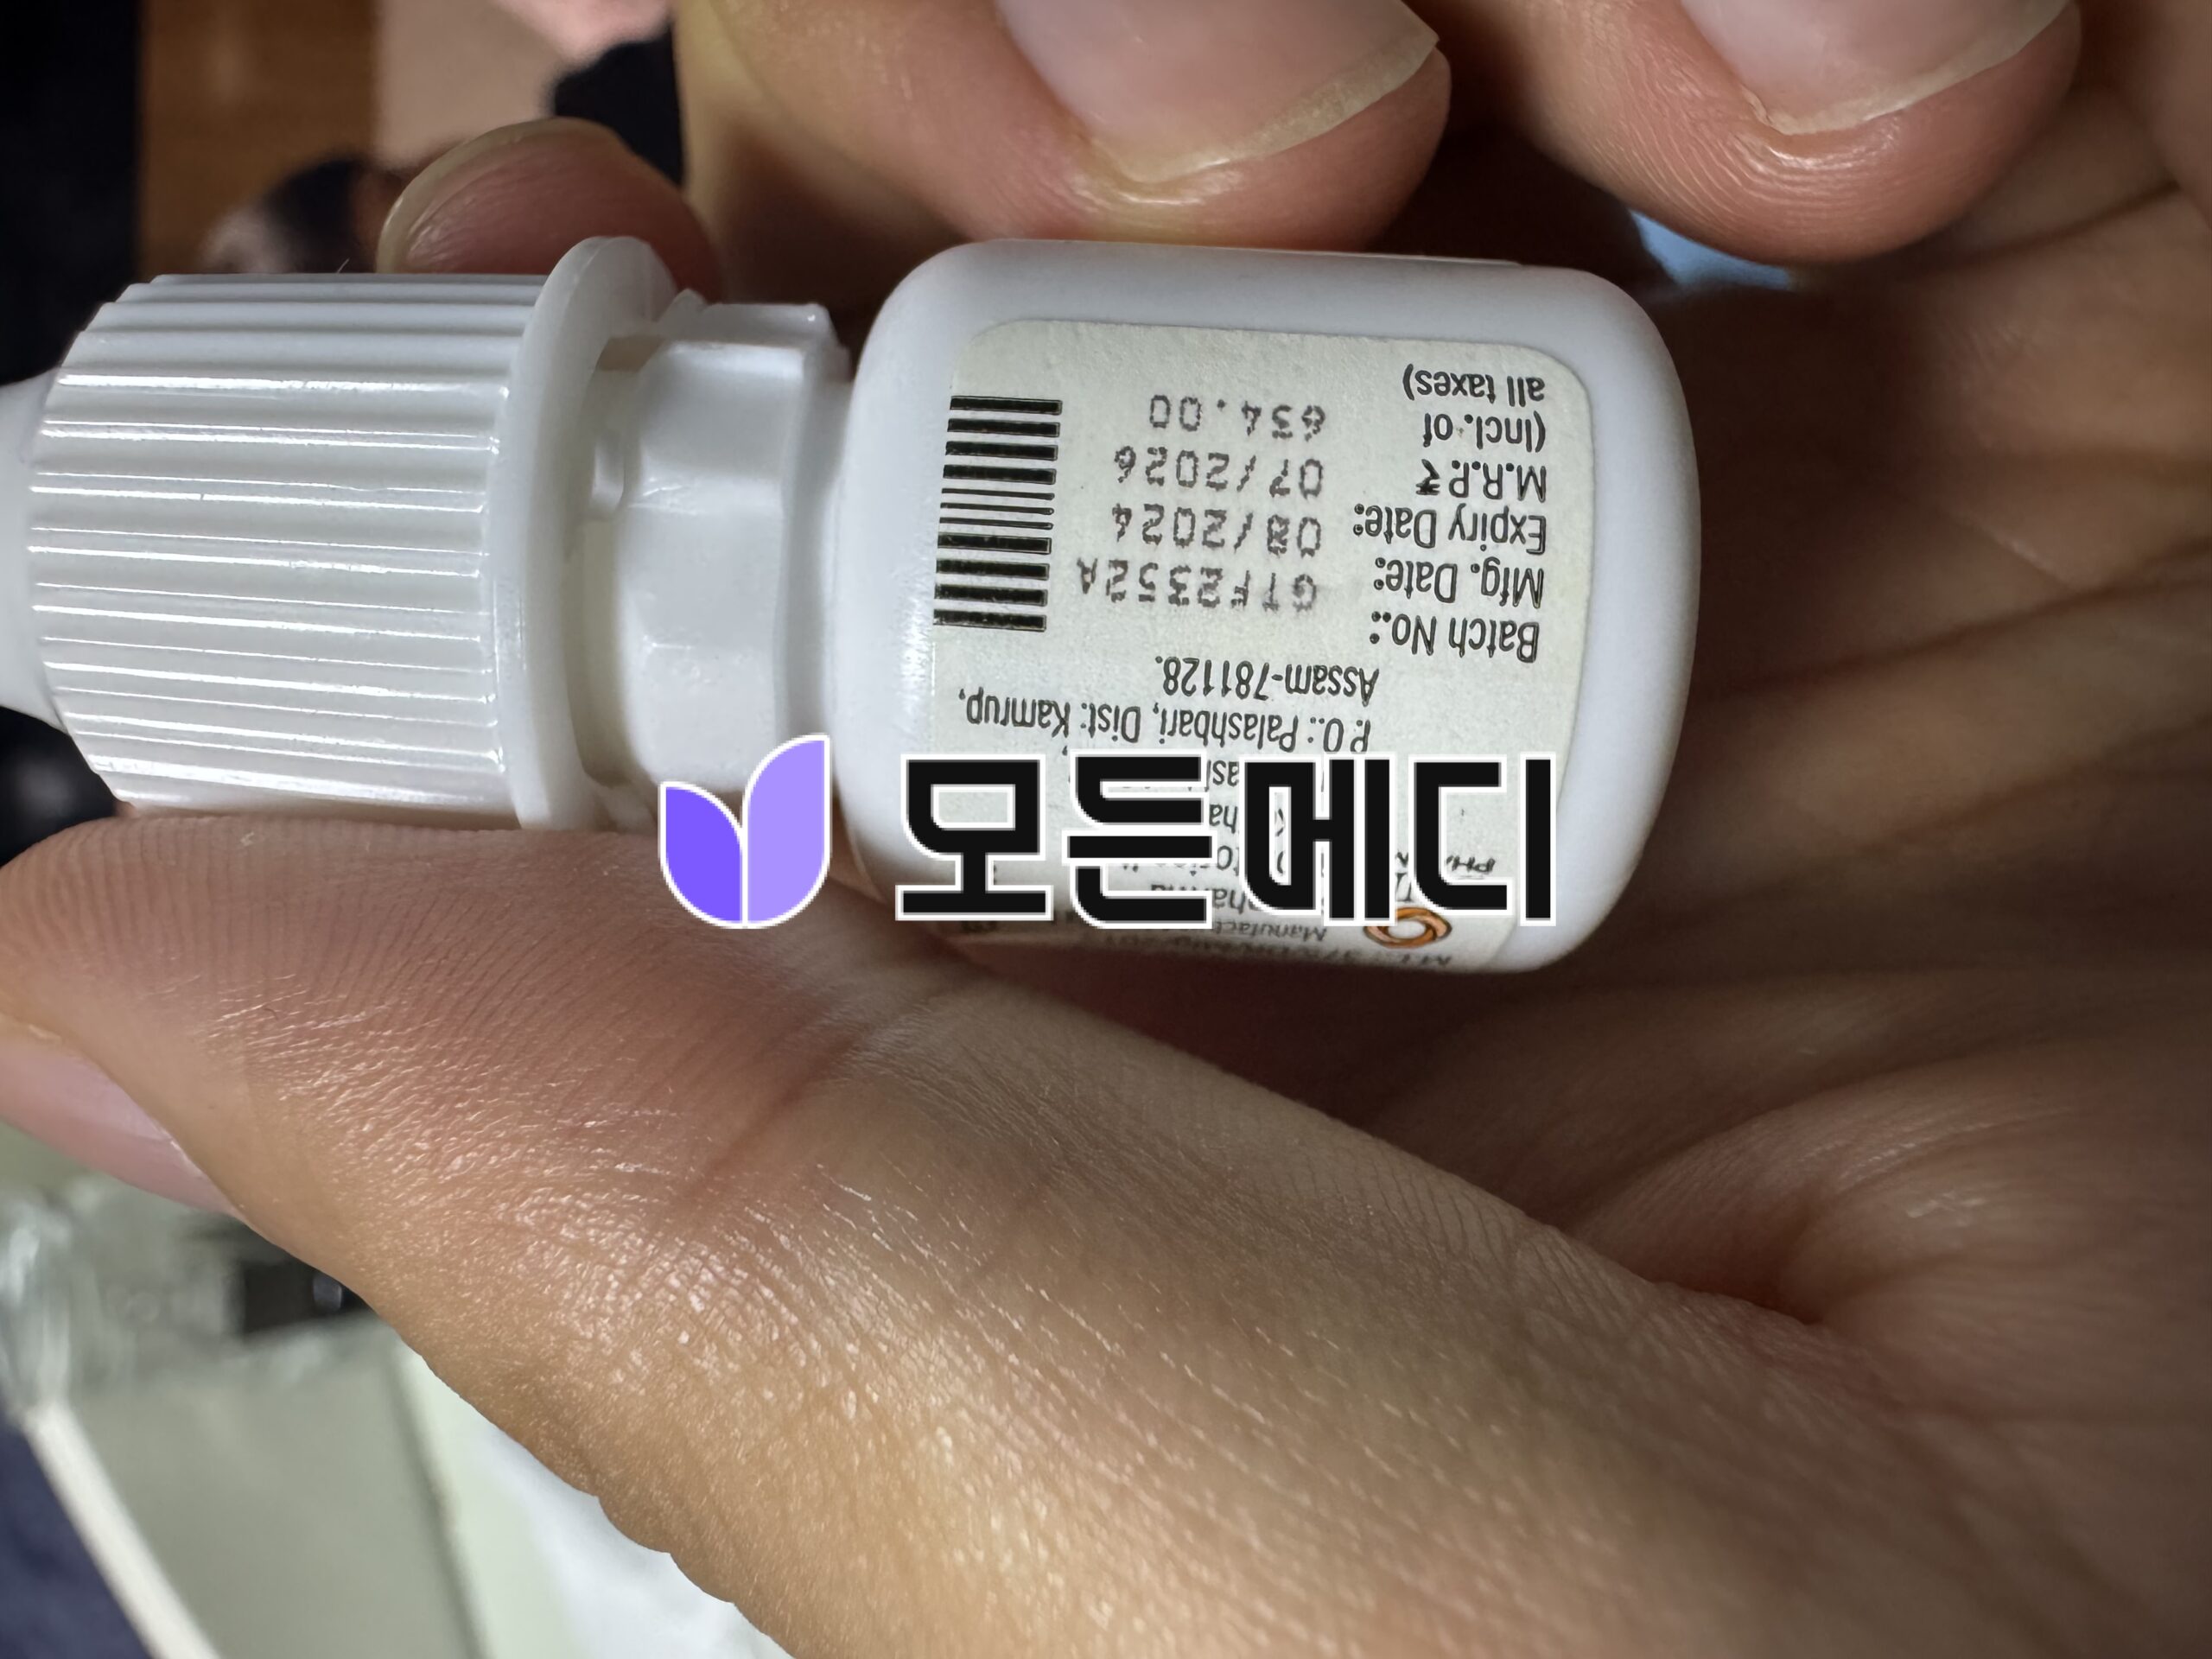 P.O.: Palashbari, Dist: Kamrup,
Assam-781128.
Batch No.: GTF2352A
Mfg. Date: 08/2024
Expiry Date: 07/2026
M.R.P.₹ 634.00
(Incl. of
all taxes)
모든메디